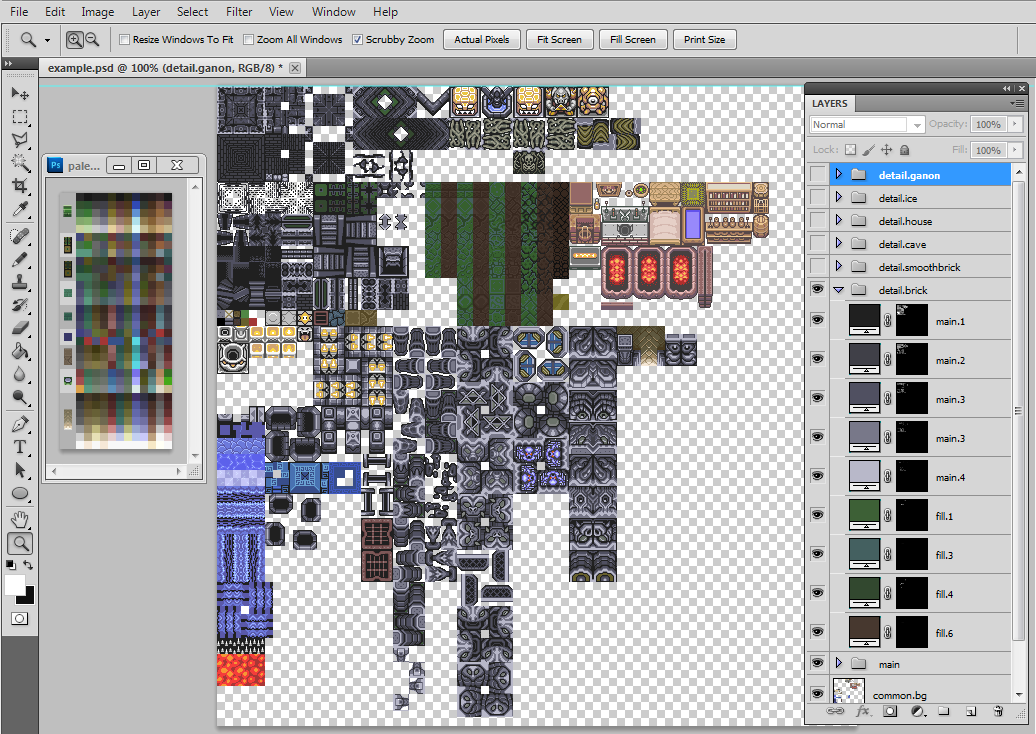 File Edit Image Layer Select Filter View Window Help
Resize Windows To Fit Zoom All Windows Scrubby Zoom Actual Pixels Fit Screen Fill Screen Print Size
example.psd @ 100% (detail.ganon, RGB/8) *
Ps pale...
LAYERS
Normal Opacity: 100%
Lock: Fill: 100%
detail.ganon
detail.ice
detail.house
detail.cave
detail.smoothbrick
detail.brick
main.1
main.2
main.3
main.3
main.4
fill.1
fill.3
fill.4
fill.6
main
common.bg
T
fx